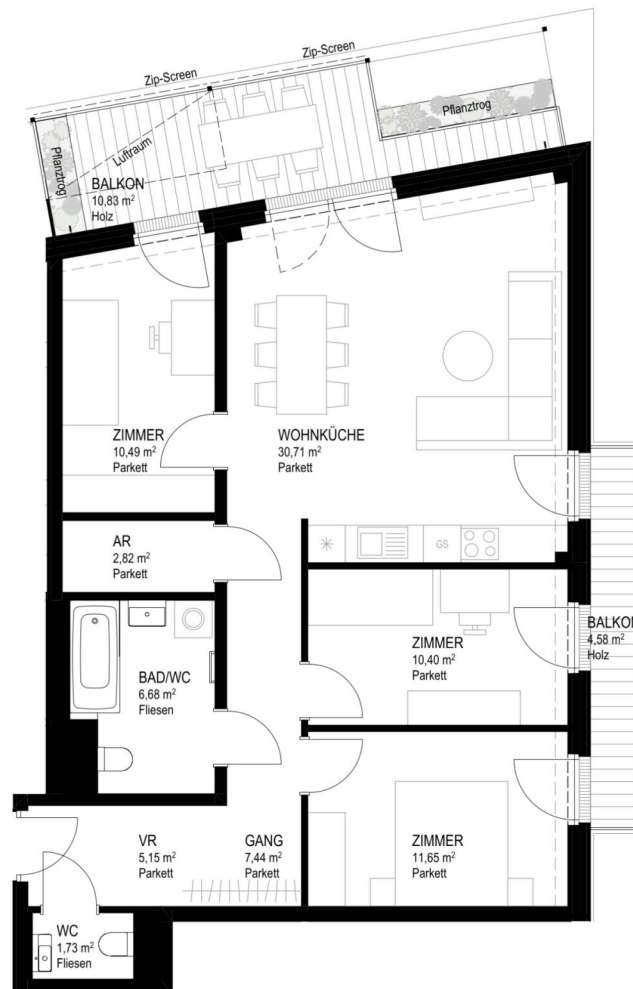 Zip-Screen
Zip-Screen
Pflanztrog
Pflanztrog
Luftraum
BALKON
10,83 m²
Holz
ZIMMER
10,49 m²
Parkett
WOHNKÜCHE
30,71 m²
Parkett
AR
2,82 m²
Parkett
GS
BAD/WC
6,68 m²
Fliesen
ZIMMER
10,40 m²
Parkett
BALKON
4,58 m²
Holz
VR
5,15 m²
Parkett
GANG
7,44 m²
Parkett
ZIMMER
11,65 m²
Parkett
WC
1,73 m²
Fliesen